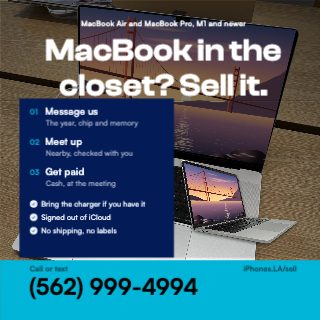 MacBook Air and MacBook Pro, M1 and newer
MacBook in the
closet? Sell it.
01 Message us
The year, chip and memory
02 Meet up
Nearby, checked with you
03 Get paid
Cash, at the meeting
Bring the charger if you have it
Signed out of iCloud
No shipping, no labels
Call or text
iPhones.LA/sell
(562) 999-4994